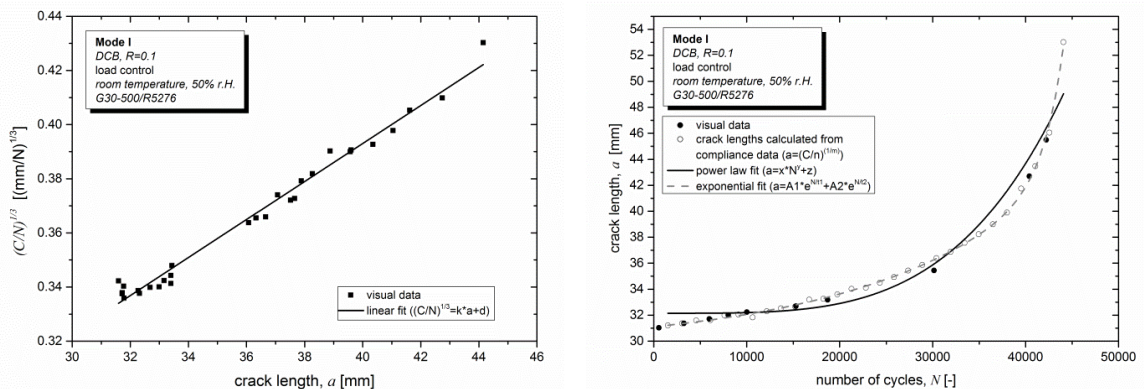 0.44
0.42
0.40
0.38
0.36
0.34
0.32
(C/N)^1/3 [(mm/N)^1/3]
Mode I
DCB, R=0.1
load control
room temperature, 50% r.H.
G30-500/R5276
visual data
linear fit ((C/N)^1/3=k*a+d)
30 32 34 36 38 40 42 44 46
crack length, a [mm]
54
52
50
48
46
44
42
40
38
36
34
32
30
crack length, a [mm]
Mode I
DCB, R=0.1
load control
room temperature, 50% r.H.
G30-500/R5276
visual data
crack lengths calculated from
compliance data (a=(C/n)^(1/m))
power law fit (a=x*N^y+z)
exponential fit (a=A1*e^N/t1+A2*e^N/t2)
0 10000 20000 30000 40000 50000
number of cycles, N [-]